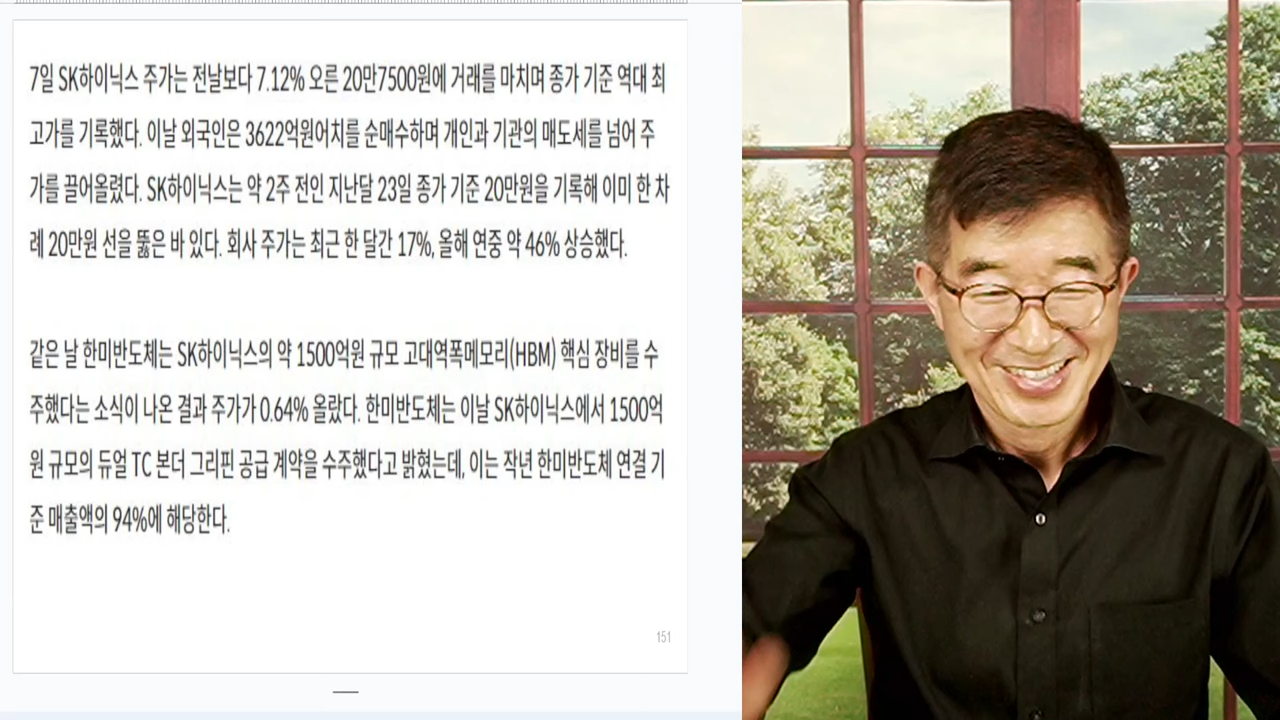 7일 SK하이닉스 주가는 전날보다 7.12% 오른 20만7500원에 거래를 마치며 종가 기준 역대 최
고가를 기록했다. 이날 외국인은 3622억원어치를 순매수하며 개인과 기관의 매도세를 넘어 주
가를 끌어올렸다. SK하이닉스는 약 2주 전인 지난달 23일 종가 기준 20만원을 기록해 이미 한 차
례 20만원 선을 뚫은 바 있다. 회사 주가는 최근 한 달간 17%, 올해 연중 약 46% 상승했다.
같은 날 한미반도체는 SK하이닉스의 약 1500억원 규모 고대역폭메모리(HBM) 핵심 장비를 수
주했다는 소식이 나온 결과 주가가 0.64% 올랐다. 한미반도체는 이날 SK하이닉스에서 1500억
원 규모의 듀얼 TC 본더 그리핀 공급 계약을 수주했다고 밝혔는데, 이는 작년 한미반도체 연결 기
준 매출액의 94%에 해당한다.
151